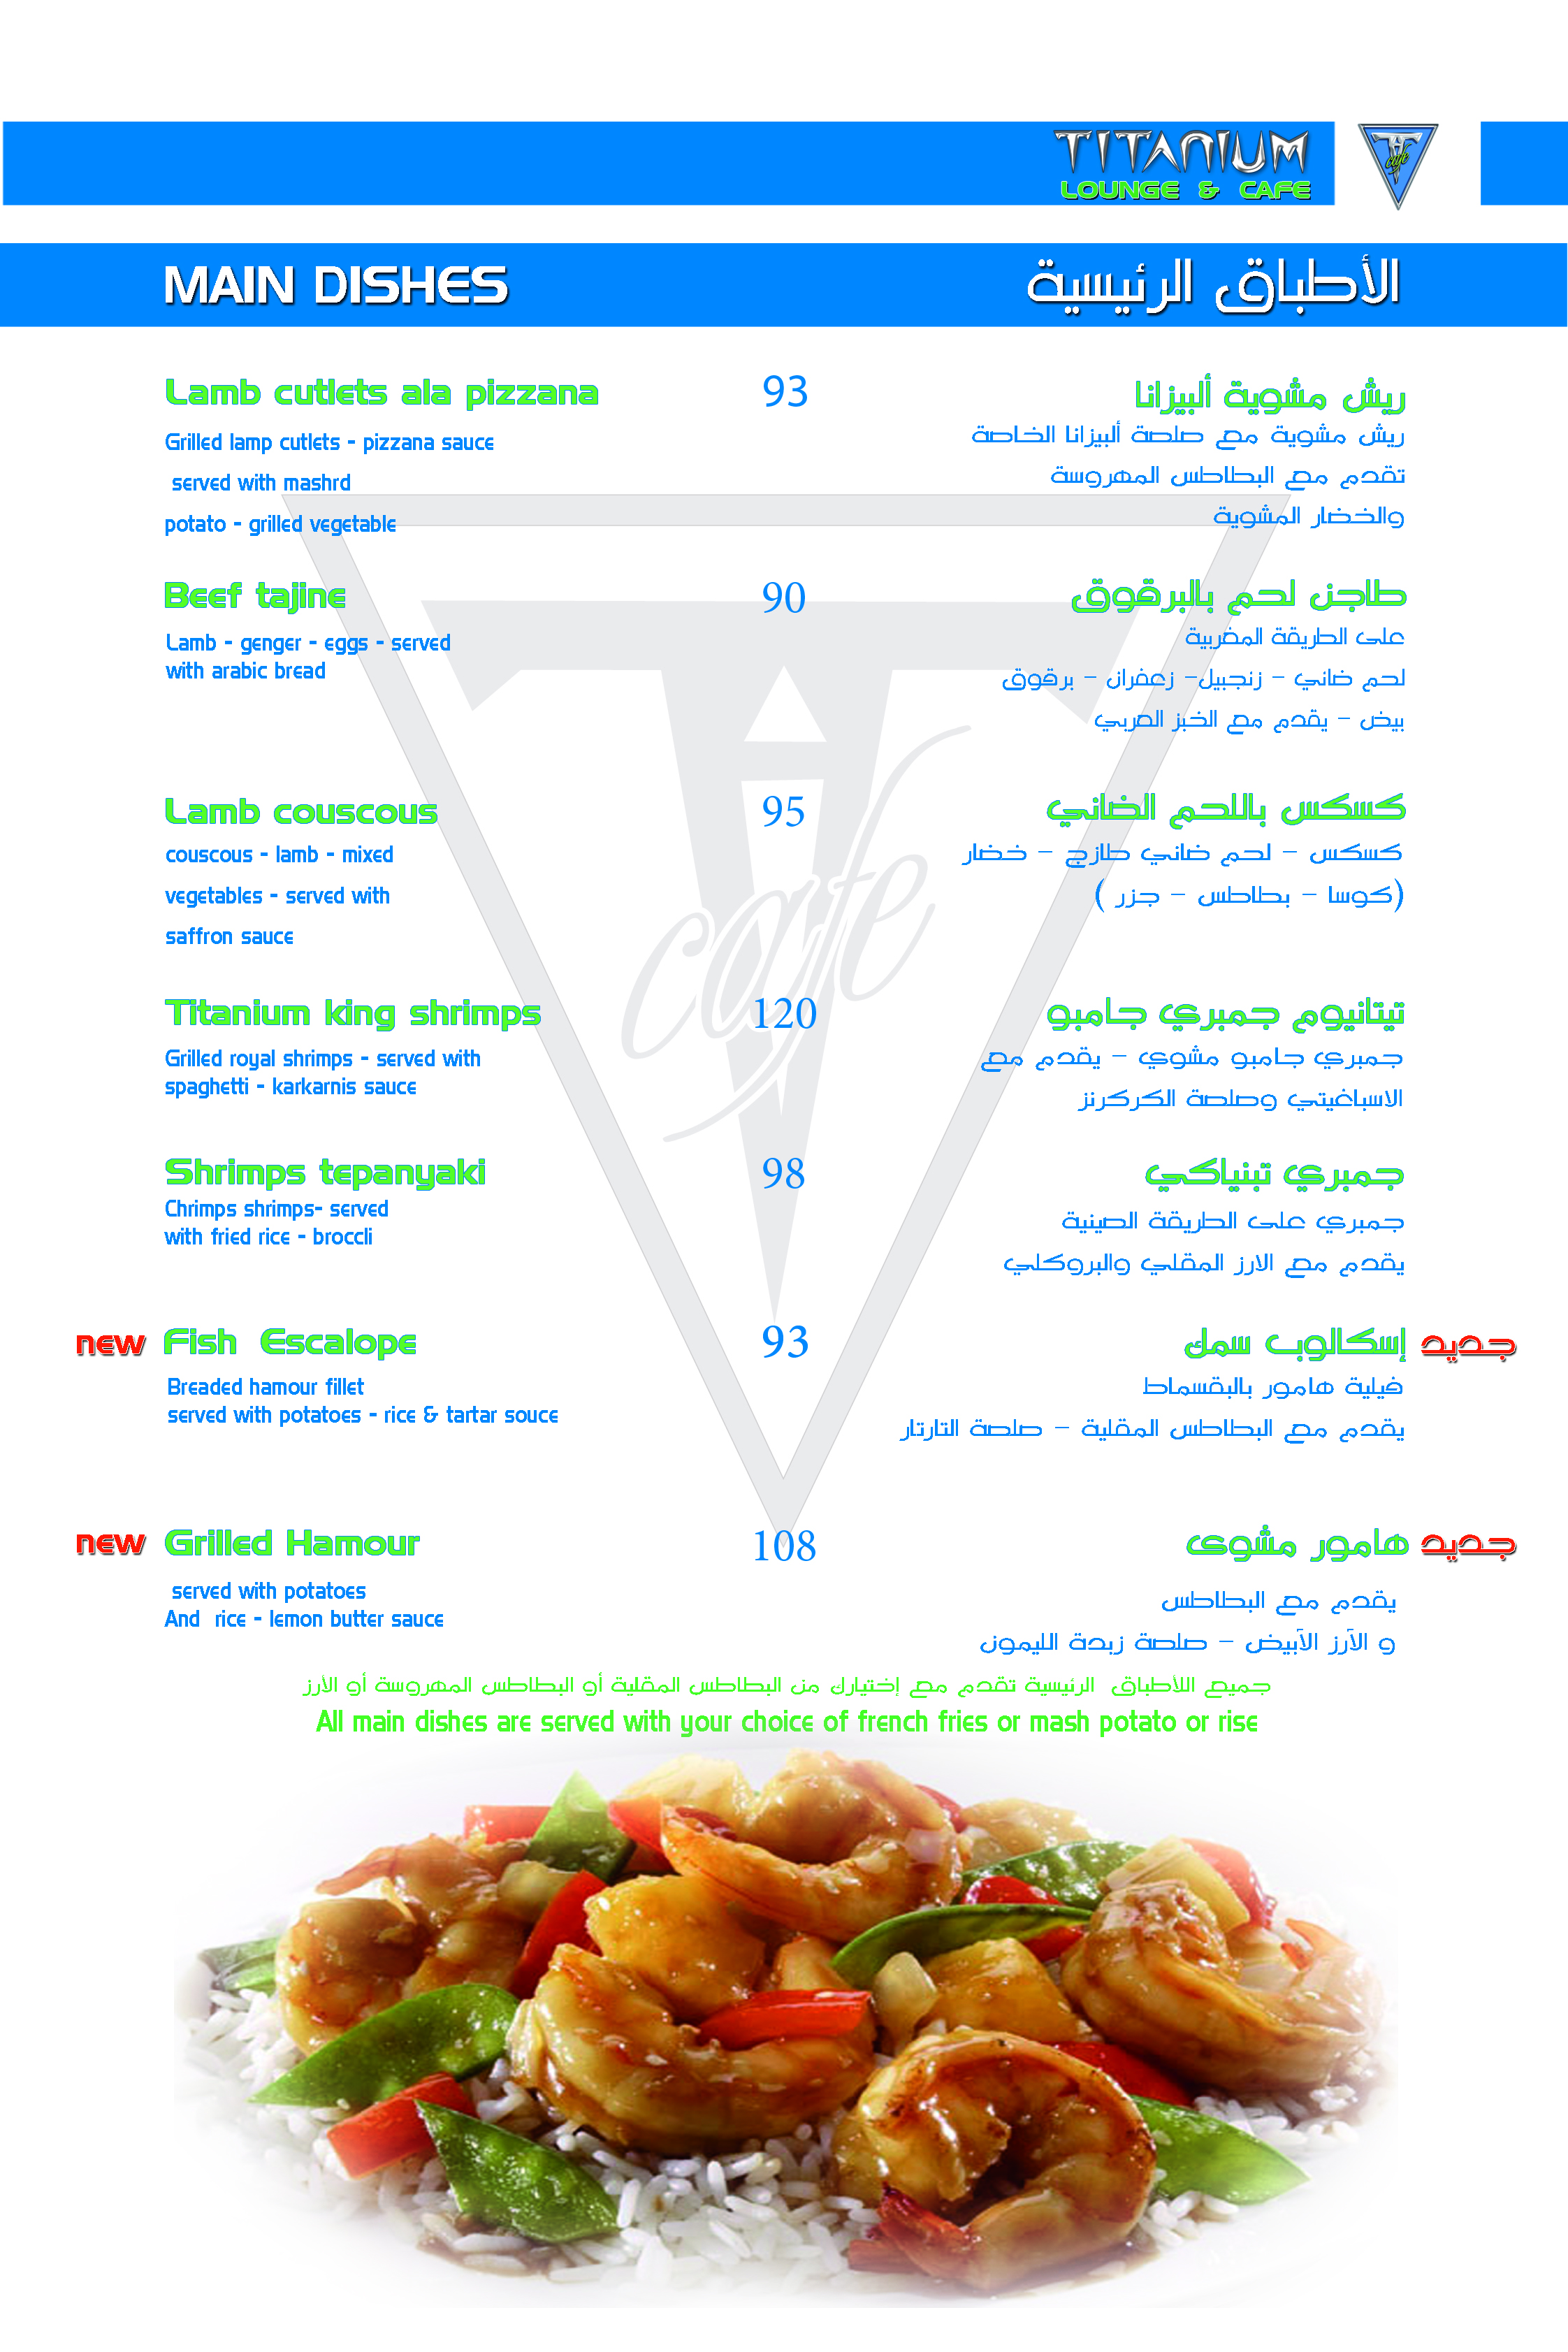 TITANIUM
LOUNGE & CAFE
cafe
MAIN DISHES
الأطباق الرئيسية
Lamb cutlets ala pizzana
93
ريش مشوية ألبيزانا
Grilled lamp cutlets - pizzana sauce
served with mashrd
potato - grilled vegetable
ريش مشوية مع صلصة ألبيزانا الخاصة
تقدم مع البطاطس المهروسة
والخضار المشوية
Beef tajine
90
طاجن لحم بالبرقوق
Lamb - genger - eggs - served
with arabic bread
على الطريقة المغربية
لحم ضاني - زنجبيل- زعفران - برقوق
بيض - يقدم مع الخبز العربي
Lamb couscous
95
كسكس باللحم الضاني
couscous - lamb - mixed
vegetables - served with
saffron sauce
كسكس - لحم ضاني طازج - خضار
(كوسا - بطاطس - جزر )
Titanium king shrimps
120
تيتانيوم جمبري جامبو
Grilled royal shrimps - served with
spaghetti - karkarnis sauce
جمبري جامبو مشوي - يقدم مع
الاسباغيتي وصلصة الكركرنز
Shrimps tepanyaki
98
جمبري تبنياكي
Chrimps shrimps- served
with fried rice - broccli
جمبري على الطريقة الصينية
يقدم مع الارز المقلي والبروكلي
new Fish Escalope
93
جديد إسكالوب سمك
Breaded hamour fillet
served with potatoes - rice & tartar souce
فيلية هامور بالبقسماط
يقدم مع البطاطس المقلية - صلصة التارتار
new Grilled Hamour
108
جديد هامور مشوى
served with potatoes
And rice - lemon butter sauce
يقدم مع البطاطس
و الآرز الآبيض - صلصة زبدة الليمون
جميع اللأطباق الرئيسية تقدم مع إختيارك من البطاطس المقلية أو البطاطس المهروسة أو الأرز
All main dishes are served with your choice of french fries or mash potato or rise
cafe